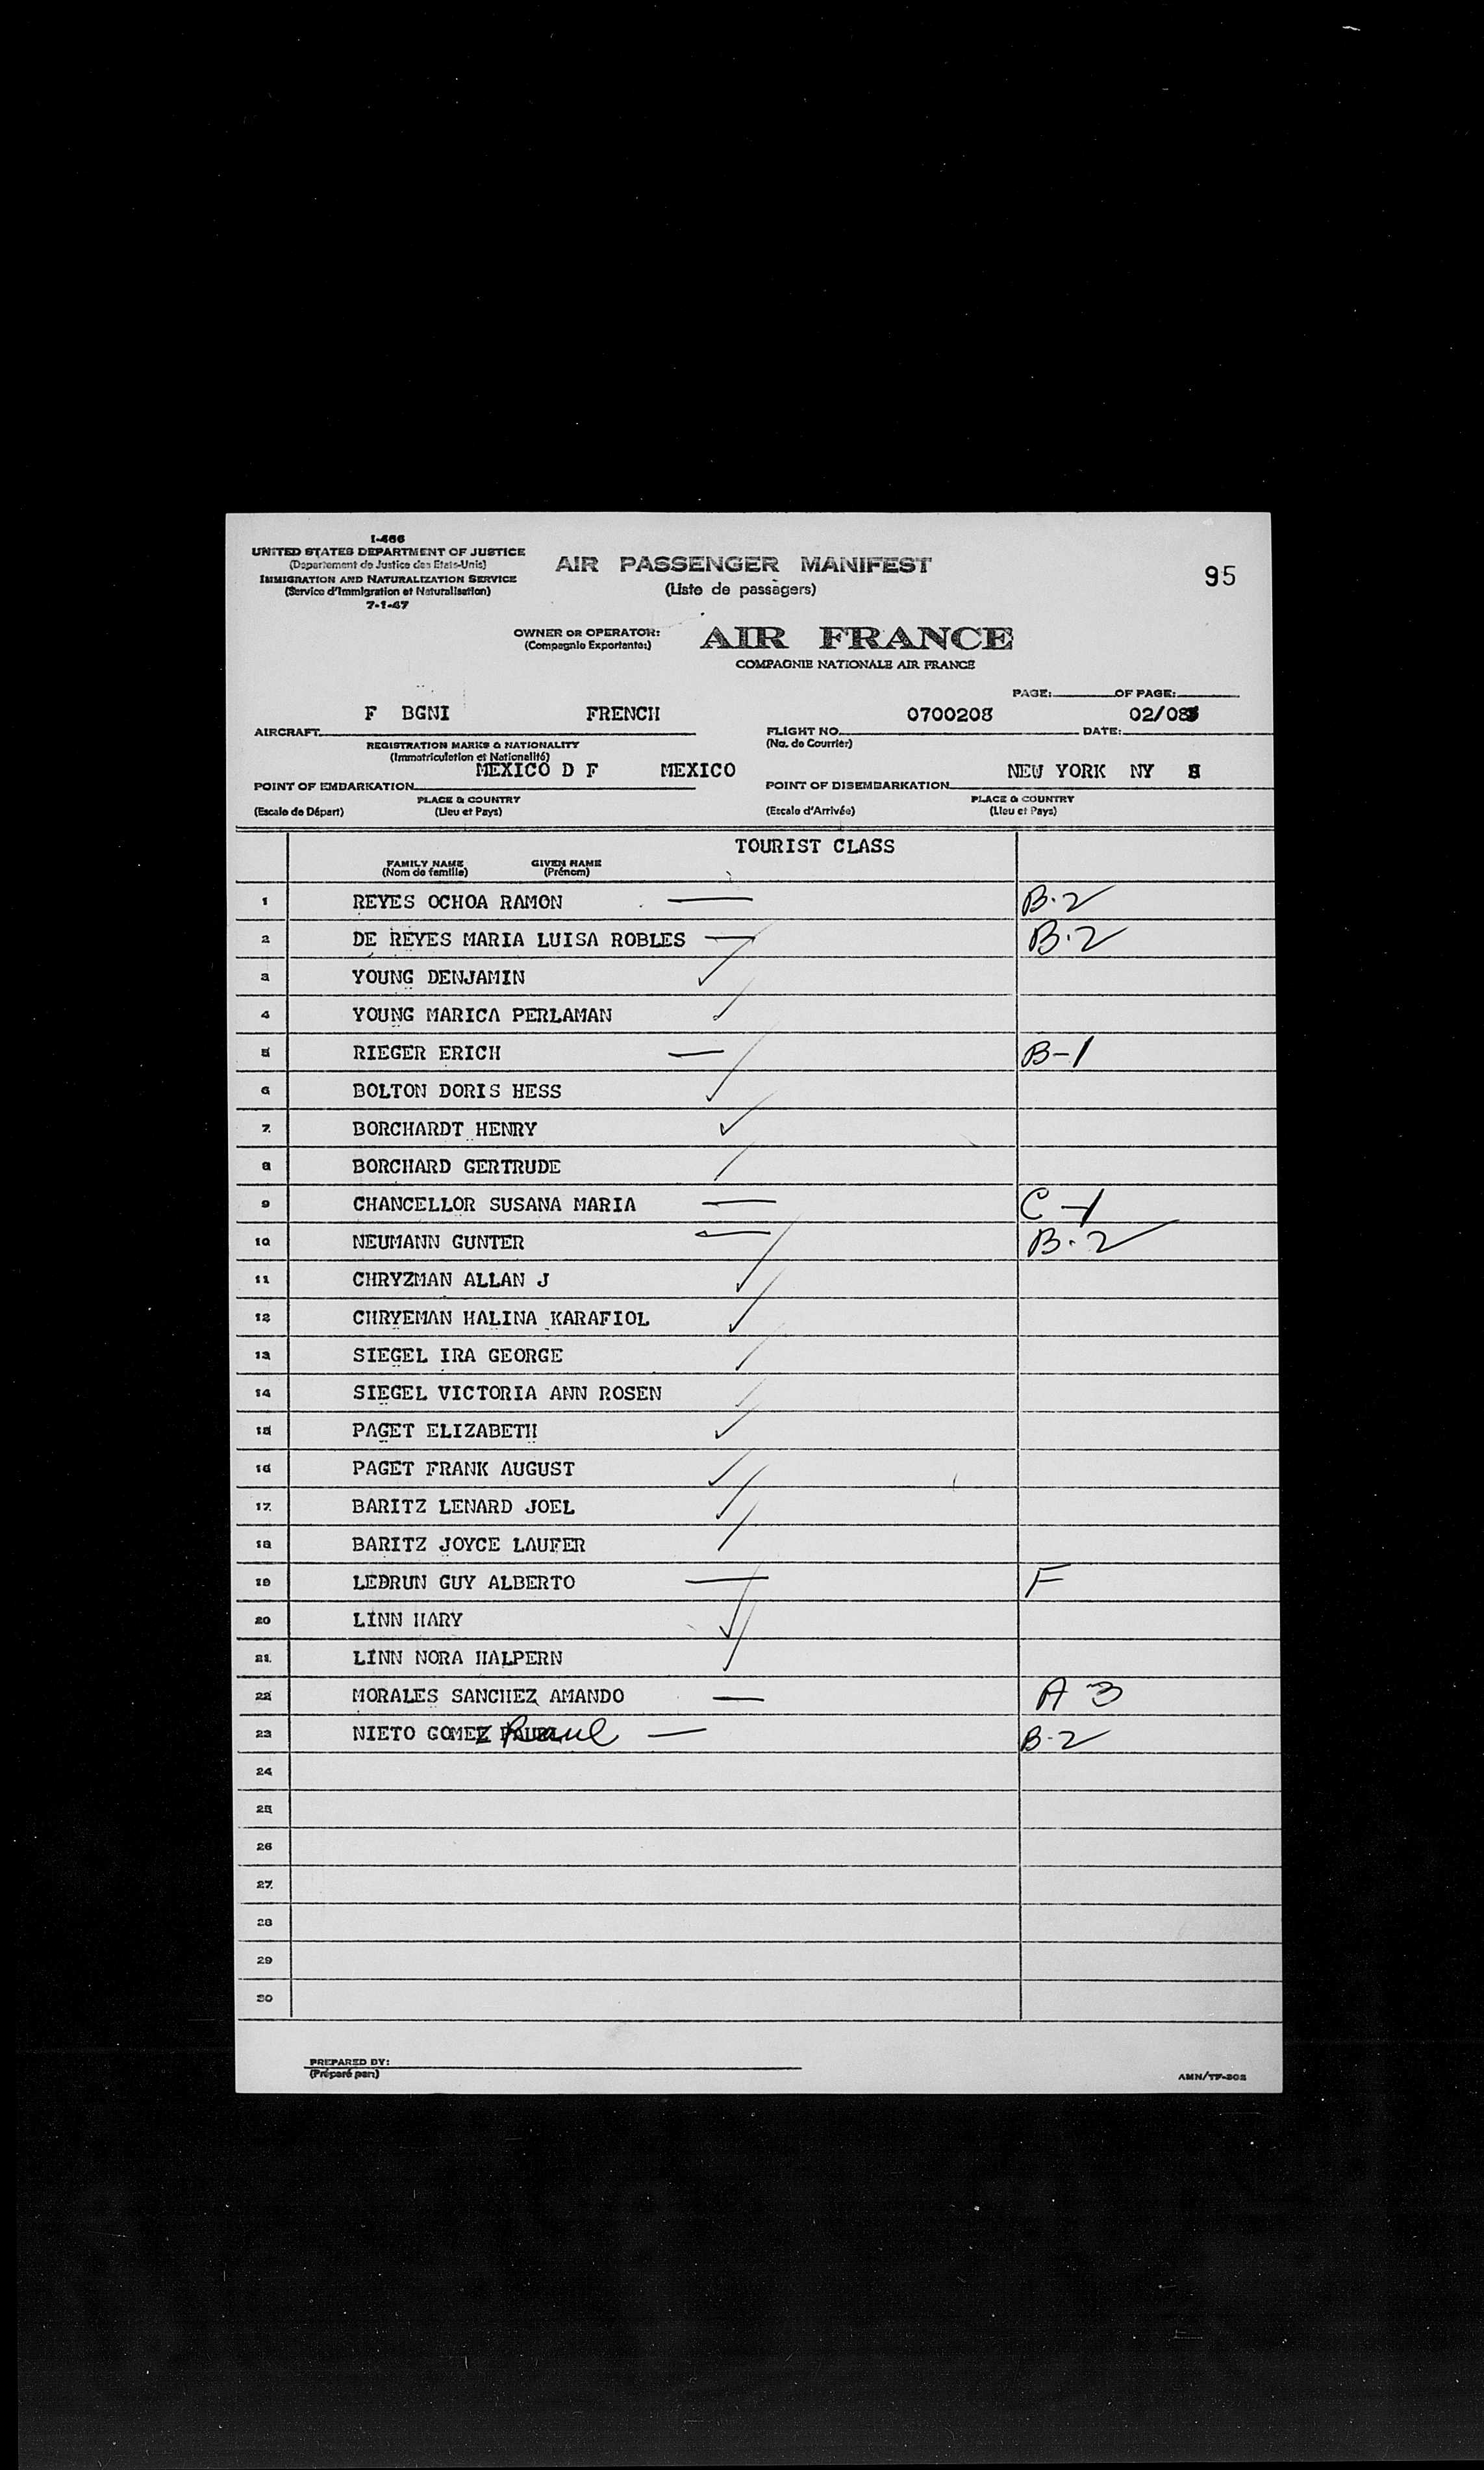 I-466
UNITED STATES DEPARTMENT OF JUSTICE
(Département de Justice des Etats-Unis)
IMMIGRATION AND NATURALIZATION SERVICE
(Service d'Immigration et Naturalisation)
7-1-47
AIR PASSENGER MANIFEST
(Liste de passagers)
95
OWNER OR OPERATOR: AIR FRANCE
(Compagnie Exportante:)
COMPAGNIE NATIONALE AIR FRANCE
PAGE: OF PAGE:
F BGNI FRENCH 0700208 02/08
AIRCRAFT FLIGHT NO. DATE:
REGISTRATION MARKS & NATIONALITY (No. de Courrier)
(Immatriculation et Nationalité)
MEXICO D F MEXICO NEW YORK NY
POINT OF EMBARKATION POINT OF DISEMBARKATION
PLACE & COUNTRY PLACE & COUNTRY
(Escale de Départ) (Lieu et Pays) (Escale d'Arrivée) (Lieu et Pays)
TOURIST CLASS
FAMILY NAME GIVEN NAME
(Nom de famille) (Prénom)
1 REYES OCHOA RAMON — B-2
2 DE REYES MARIA LUISA ROBLES — B-2
3 YOUNG DENJAMIN ✓
4 YOUNG MARICA PERLAMAN ✓
5 RIEGER ERICH — B-1
6 BOLTON DORIS HESS ✓
7 BORCHARDT HENRY ✓
8 BORCHARD GERTRUDE ✓
9 CHANCELLOR SUSANA MARIA — C-1
10 NEUMANN GUNTER — B-2
11 CHRYZMAN ALLAN J ✓
12 CHRYEMAN HALINA KARAFIOL ✓
13 SIEGEL IRA GEORGE ✓
14 SIEGEL VICTORIA ANN ROSEN ✓
15 PAGET ELIZABETH ✓
16 PAGET FRANK AUGUST ✓
17 BARITZ LENARD JOEL ✓
18 BARITZ JOYCE LAUFER ✓
19 LEBRUN GUY ALBERTO — F
20 LINN HARY ✓
21 LINN NORA HALPERN ✓
22 MORALES SANCHEZ AMANDO — A 3
23 NIETO GOMEZ Raul — B-2
24
25
26
27
28
29
30
PREPARED BY:
(Préparé par:)
AMN/TF-302